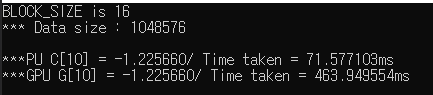 BLOCK_SIZE is 16
*** Data size : 1048576
***PU C[10] = -1.225660/ Time taken = 71.577103ms
***GPU G[10] = -1.225660/ Time taken = 463.949554ms